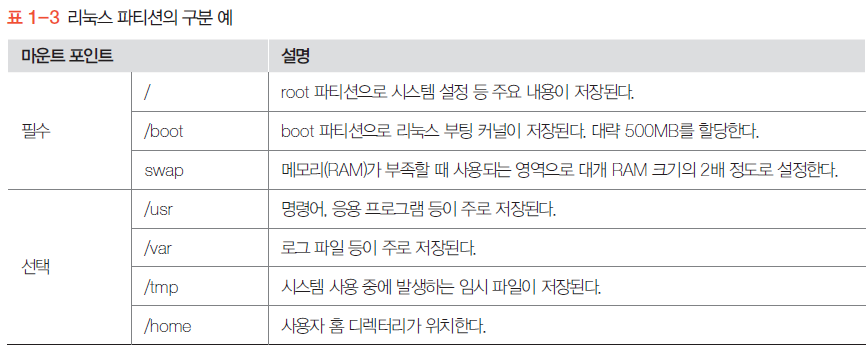 표 1-3 리눅스 파티션의 구분 예
마운트 포인트 설명
필수
/ root 파티션으로 시스템 설정 등 주요 내용이 저장된다.
/boot boot 파티션으로 리눅스 부팅 커널이 저장된다. 대략 500MB를 할당한다.
swap 메모리(RAM)가 부족할 때 사용되는 영역으로 대개 RAM 크기의 2배 정도로 설정한다.
선택
/usr 명령어, 응용 프로그램 등이 주로 저장된다.
/var 로그 파일 등이 주로 저장된다.
/tmp 시스템 사용 중에 발생하는 임시 파일이 저장된다.
/home 사용자 홈 디렉터리가 위치한다.